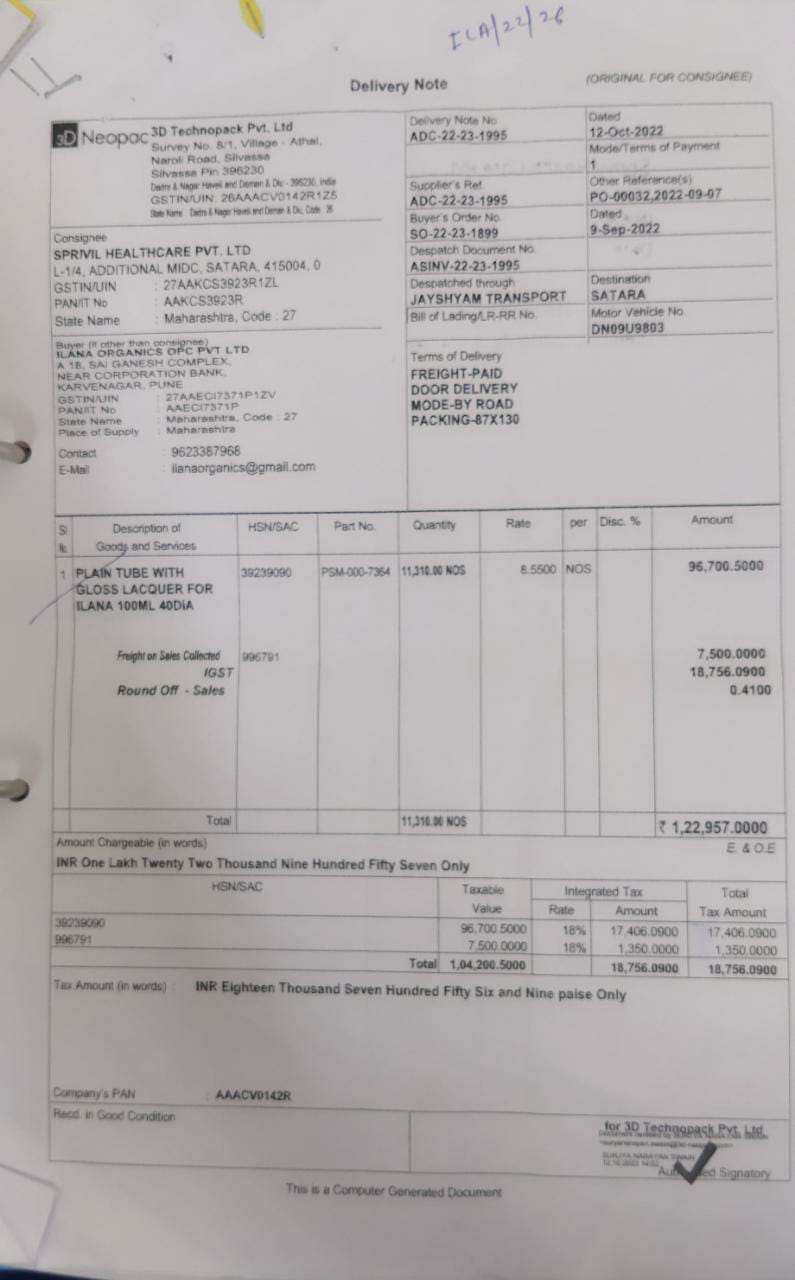 ILA/22/26
Delivery Note
(ORIGINAL FOR CONSIGNEE)
3D Neopac
3D Technopack Pvt. Ltd
Survey No. 8/1, Village - Athal,
Naroli Road, Silvassa
Silvassa Pin 396230
Dadra & Nagar Haveli and Daman & Diu - 396230, India
GSTIN/UIN: 26AAACV0142R1Z5
State Name : Dadra & Nagar Haveli and Daman & Diu, Code : 26
Delivery Note No.
ADC-22-23-1995
Dated
12-Oct-2022
Mode/Terms of Payment
1
Supplier's Ref.
ADC-22-23-1995
Other Reference(s)
PO-00032,2022-09-07
Buyer's Order No.
SO-22-23-1899
Dated
9-Sep-2022
Despatch Document No.
ASINV-22-23-1995
Despatched through
JAYSHYAM TRANSPORT
Destination
SATARA
Bill of Lading/LR-RR No.
Motor Vehicle No.
DN09U9803
Consignee
SPRIVIL HEALTHCARE PVT. LTD
L-1/4, ADDITIONAL MIDC, SATARA, 415004, 0
GSTIN/UIN : 27AAKCS3923R1ZL
PAN/IT No : AAKCS3923R
State Name : Maharashtra, Code : 27
Buyer (if other than consignee)
ILANA ORGANICS OPC PVT LTD
A 18, SAI GANESH COMPLEX,
NEAR CORPORATION BANK,
KARVENAGAR, PUNE
GSTIN/UIN : 27AAECI7371P1ZV
PAN/IT No : AAECI7371P
State Name : Maharashtra, Code : 27
Place of Supply : Maharashtra
Contact : 9623387968
E-Mail : ilanaorganics@gmail.com
Terms of Delivery
FREIGHT-PAID
DOOR DELIVERY
MODE-BY ROAD
PACKING-87X130
Sl No. Description of Goods and Services HSN/SAC Part No. Quantity Rate per Disc. % Amount
1 PLAIN TUBE WITH 39239090 PSM-000-7364 11,310.00 NOS 8.5500 NOS 96,700.5000
GLOSS LACQUER FOR
ILANA 100ML 40DIA
Freight on Sales Collected 996791 7,500.0000
IGST 18,756.0900
Round Off - Sales 0.4100
Total 11,310.00 NOS ₹ 1,22,957.0000
Amount Chargeable (in words) E. & O.E
INR One Lakh Twenty Two Thousand Nine Hundred Fifty Seven Only
HSN/SAC Taxable Value Integrated Tax Rate Amount Total Tax Amount
39239090 96,700.5000 18% 17,406.0900 17,406.0900
996791 7,500.0000 18% 1,350.0000 1,350.0000
Total 1,04,200.5000 18,756.0900 18,756.0900
Tax Amount (in words) : INR Eighteen Thousand Seven Hundred Fifty Six and Nine paise Only
Company's PAN : AAACV0142R
Recd. in Good Condition
for 3D Technopack Pvt. Ltd
SURJYA NARAYAN SWAIN
Signatory
This is a Computer Generated Document